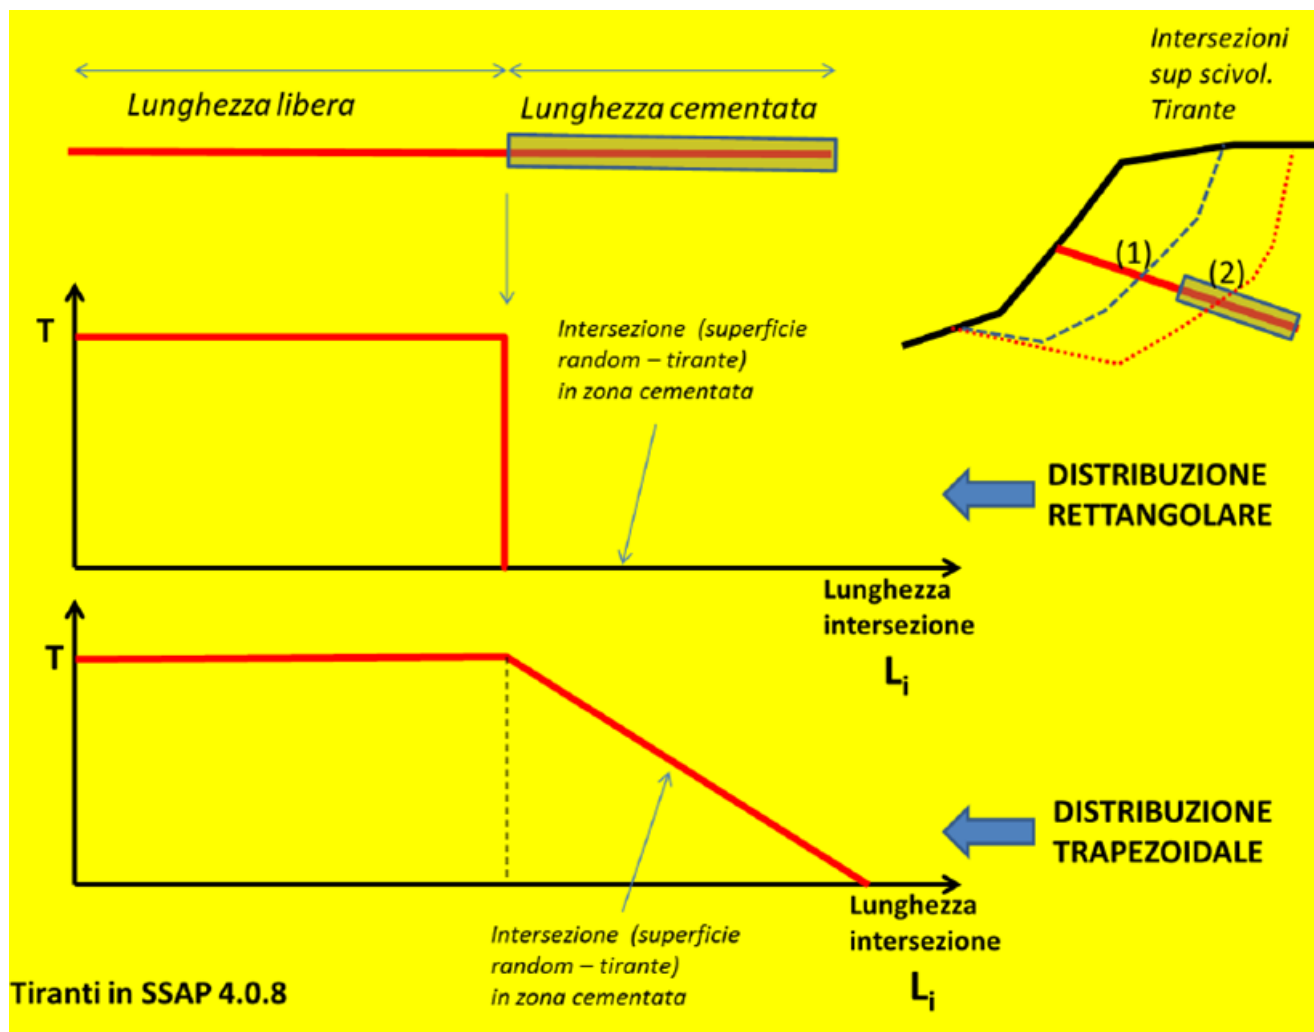 Intersezioni
sup scivol.
Tirante
Lunghezza libera
Lunghezza cementata
(1)
(2)
T
Intersezione (superficie
random – tirante)
in zona cementata
DISTRIBUZIONE
RETTANGOLARE
Lunghezza
intersezione
Li
T
DISTRIBUZIONE
TRAPEZOIDALE
Lunghezza
intersezione
Li
Intersezione (superficie
random – tirante)
in zona cementata
Tiranti in SSAP 4.0.8